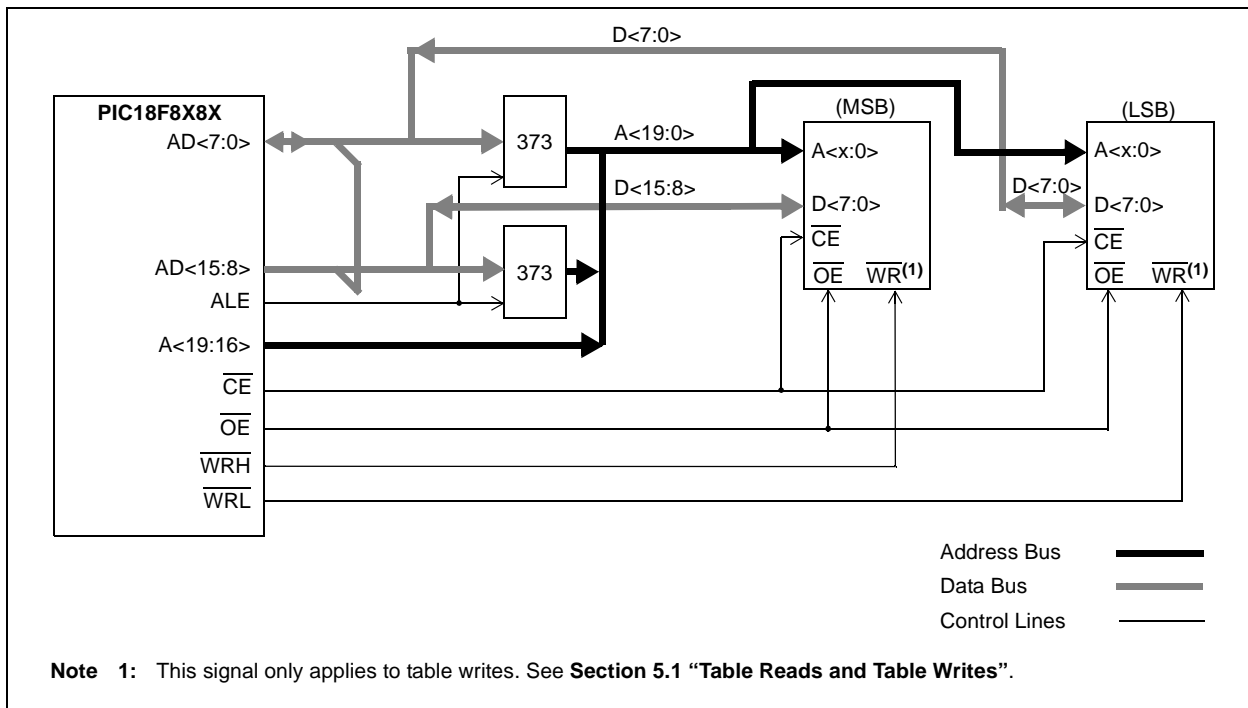 D<7:0>
PIC18F8X8X
AD<7:0>
373
A<19:0>
(MSB)
A<x:0>
(LSB)
A<x:0>
D<15:8>
D<7:0>
D<7:0>
D<7:0>
CE
CE
AD<15:8>
373
OE WR(1)
OE WR(1)
ALE
A<19:16>
CE
OE
WRH
WRL
Address Bus
Data Bus
Control Lines
Note 1: This signal only applies to table writes. See Section 5.1 “Table Reads and Table Writes”.